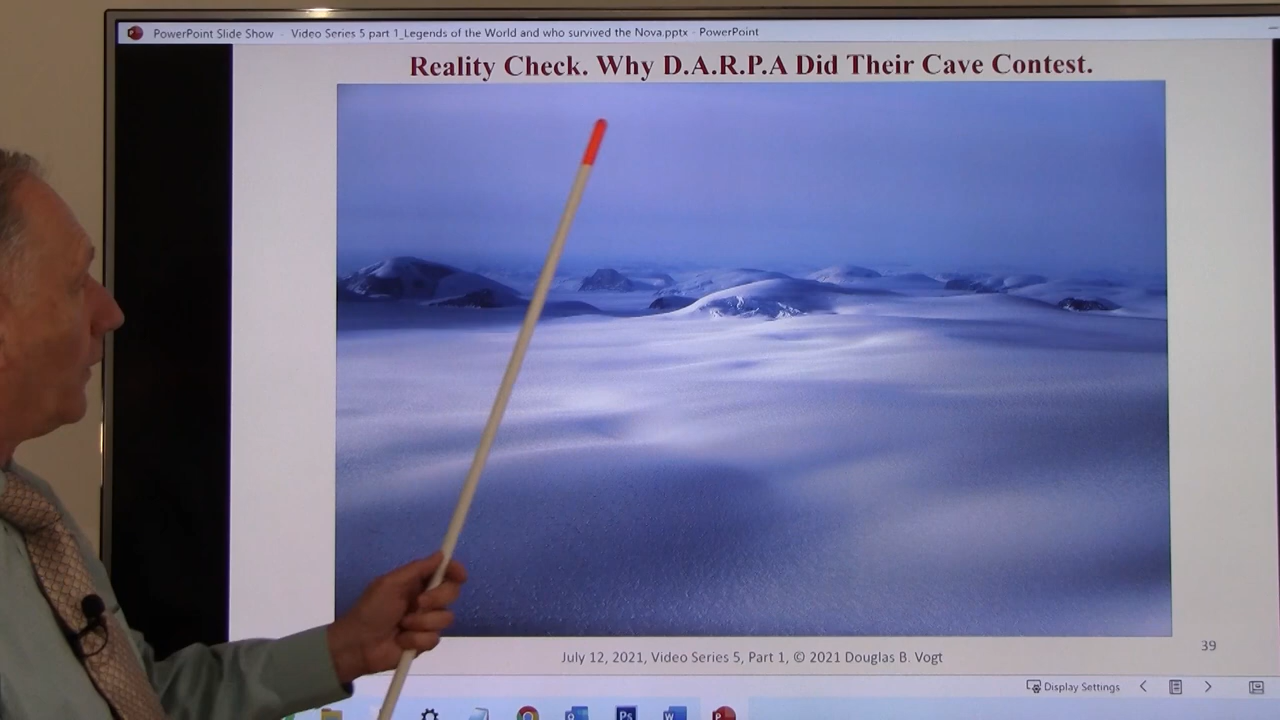 PowerPoint Slide Show - Video Series 5 part 1_Legends of the World and who survived the Nova.pptx - PowerPoint
Reality Check. Why D.A.R.P.A Did Their Cave Contest.
39
July 12, 2021, Video Series 5, Part 1, © 2021 Douglas B. Vogt
Display Settings
Ps
W